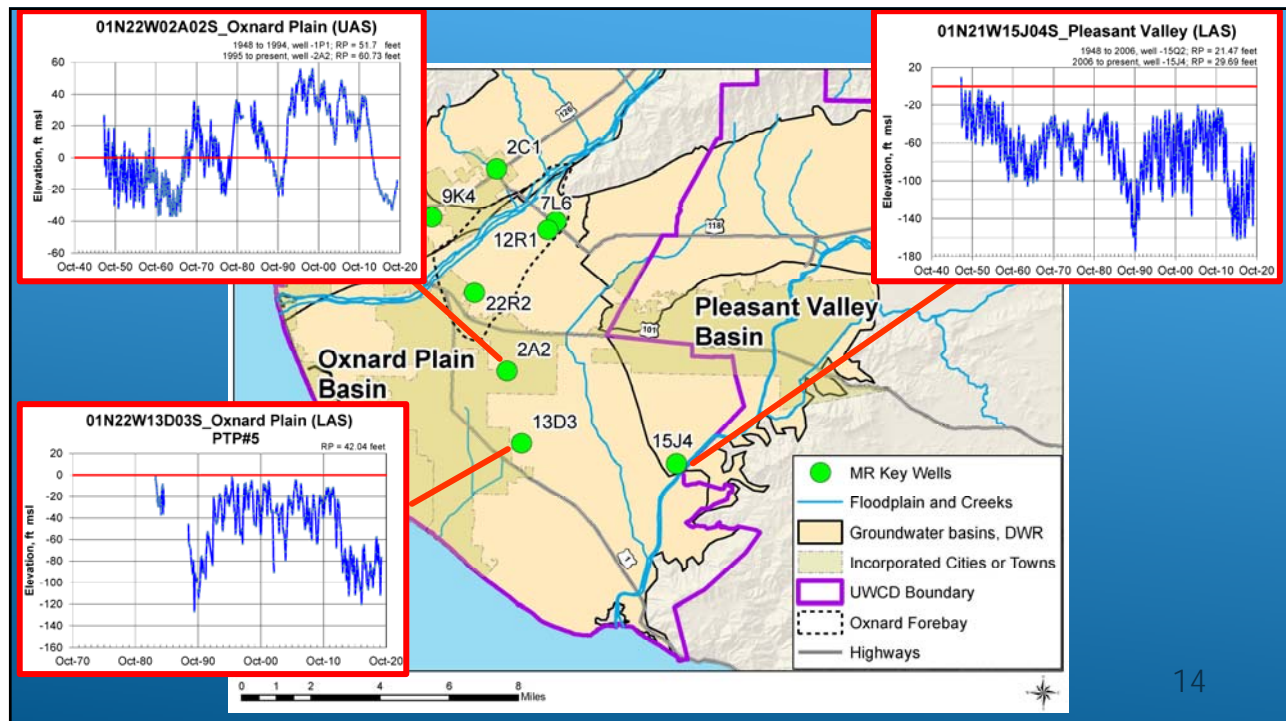 01N22W02A02S_Oxnard Plain (UAS)
1948 to 1994, well -1P1; RP = 51.7 feet
1995 to present, well -2A2; RP = 60.73 feet
Elevation, ft msl
60
40
20
0
-20
-40
-60
Oct-40 Oct-50 Oct-60 Oct-70 Oct-80 Oct-90 Oct-00 Oct-10 Oct-20
01N21W15J04S_Pleasant Valley (LAS)
1948 to 2006, well -15Q2; RP = 21.47 feet
2006 to present, well -15J4; RP = 29.69 feet
Elevation, ft msl
20
-20
-60
-100
-140
-180
Oct-40 Oct-50 Oct-60 Oct-70 Oct-80 Oct-90 Oct-00 Oct-10 Oct-20
126
2C1
9K4
7L6
12R1
118
22R2
Pleasant Valley
Basin
101
2A2
Oxnard Plain
Basin
13D3
15J4
1
01N22W13D03S_Oxnard Plain (LAS)
PTP#5
RP = 42.04 feet
Elevation, ft msl
20
0
-20
-40
-60
-80
-100
-120
-140
-160
Oct-70 Oct-80 Oct-90 Oct-00 Oct-10 Oct-20
MR Key Wells
Floodplain and Creeks
Groundwater basins, DWR
Incorporated Cities or Towns
UWCD Boundary
Oxnard Forebay
Highways
0 1 2 4 6 8
Miles
14